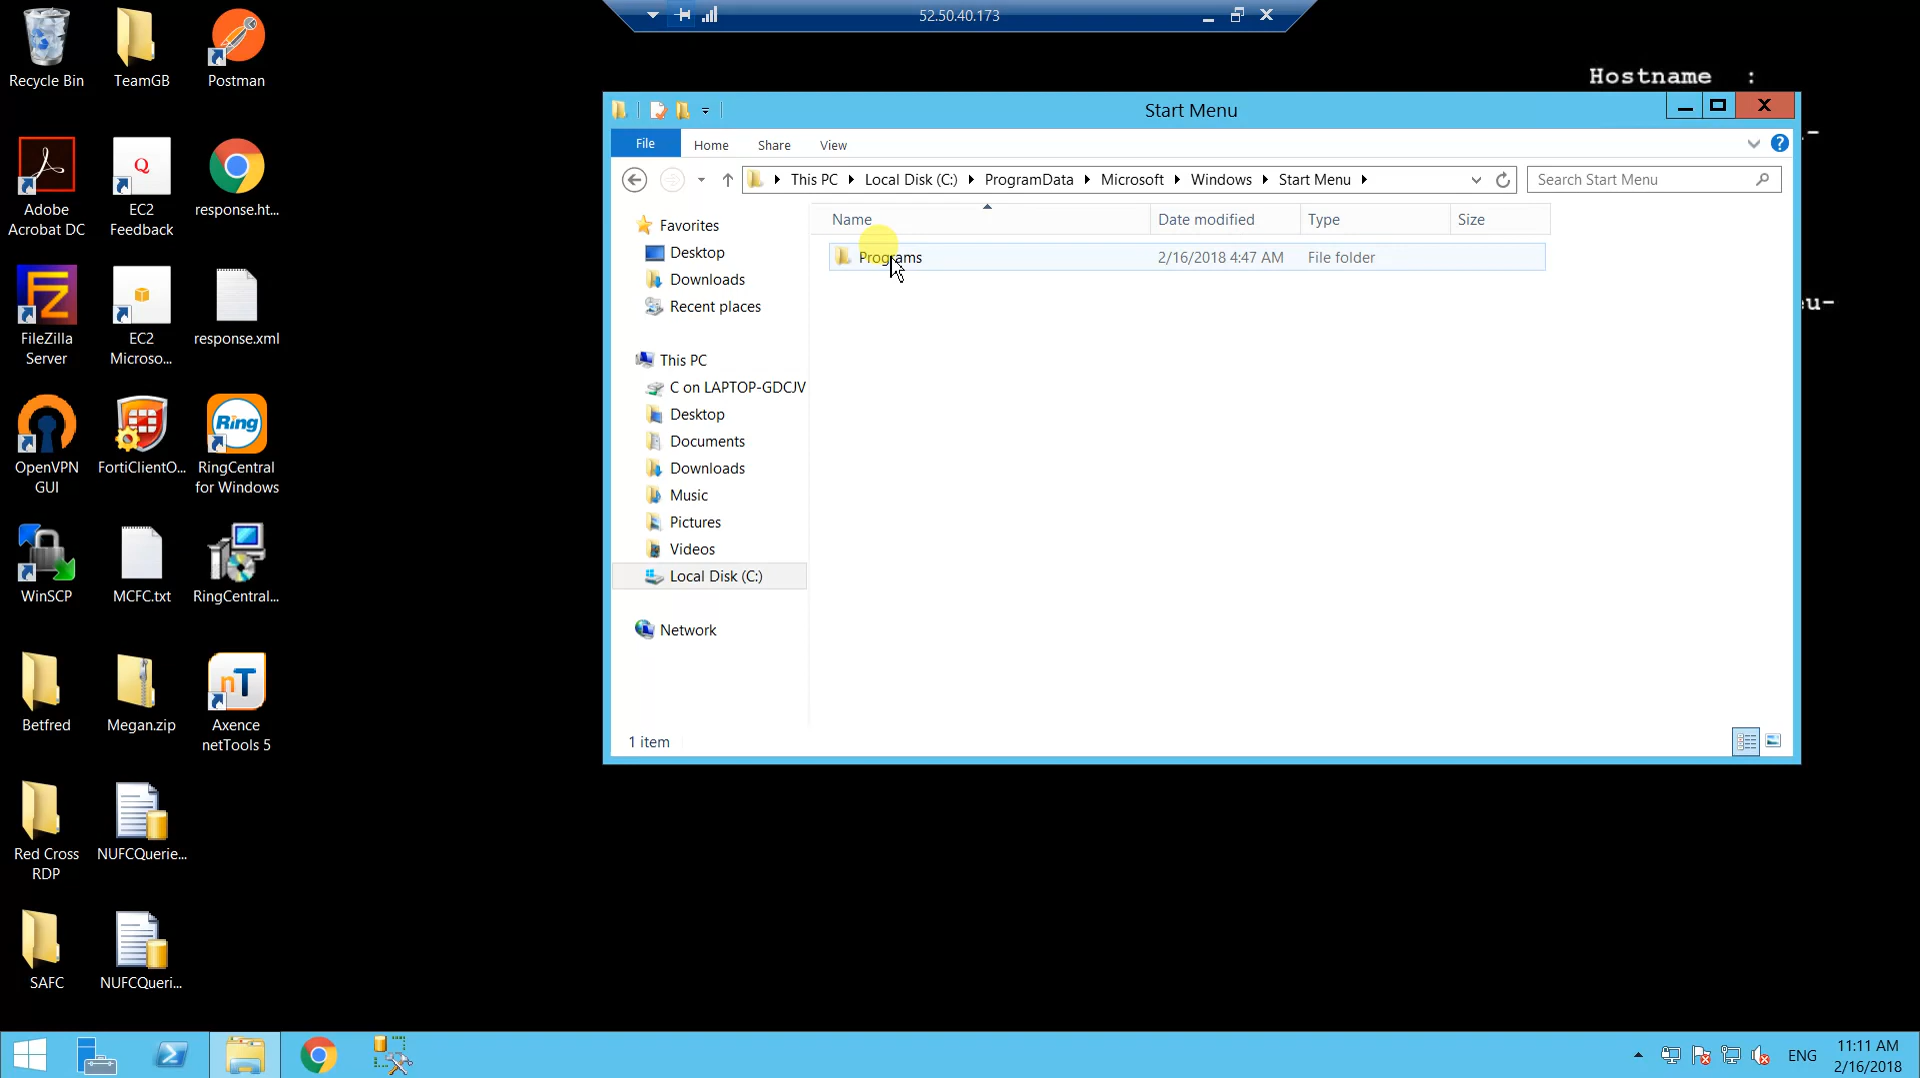 52.50.40.173
Recycle Bin
TeamGB
Postman
Hostname :
Adobe
Acrobat DC
EC2
Feedback
response.ht...
FileZilla
Server
EC2
Microso...
response.xml
OpenVPN
GUI
FortiClientO...
RingCentral
for Windows
WinSCP
MCFC.txt
RingCentral...
Betfred
Megan.zip
Axence
netTools 5
Red Cross
RDP
NUFCQuerie...
SAFC
NUFCQueri...
Q
Ring
nT
FZ
Start Menu
File
Home
Share
View
This PC
Local Disk (C:)
ProgramData
Microsoft
Windows
Start Menu
Search Start Menu
Name
Date modified
Type
Size
Programs
2/16/2018 4:47 AM
File folder
Favorites
Desktop
Downloads
Recent places
This PC
C on LAPTOP-GDCJV
Desktop
Documents
Downloads
Music
Pictures
Videos
Local Disk (C:)
Network
1 item
eu-
ENG
11:11 AM
2/16/2018